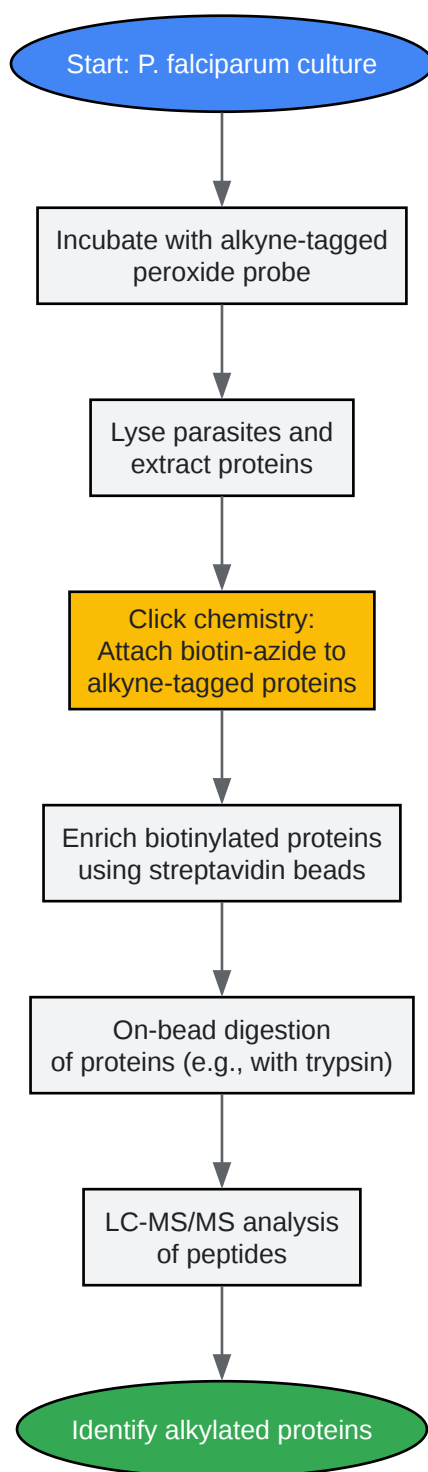 Start: P. falciparum culture
Incubate with alkyne-tagged
peroxide probe
Lyse parasites and
extract proteins
Click chemistry:
Attach biotin-azide to
alkyne-tagged proteins
Enrich biotinylated proteins
using streptavidin beads
On-bead digestion
of proteins (e.g., with trypsin)
LC-MS/MS analysis
of peptides
Identify alkylated proteins